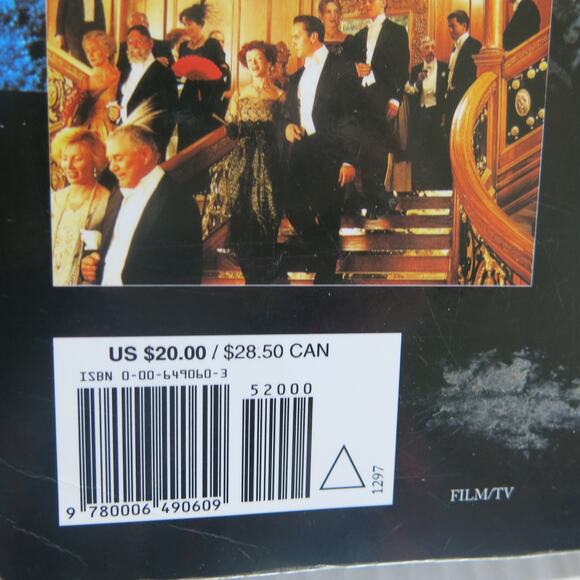 US $20.00 / $28.50 CAN
ISBN 0-00-649060-3
52000
9 780006 490609
1297
FILM/TV